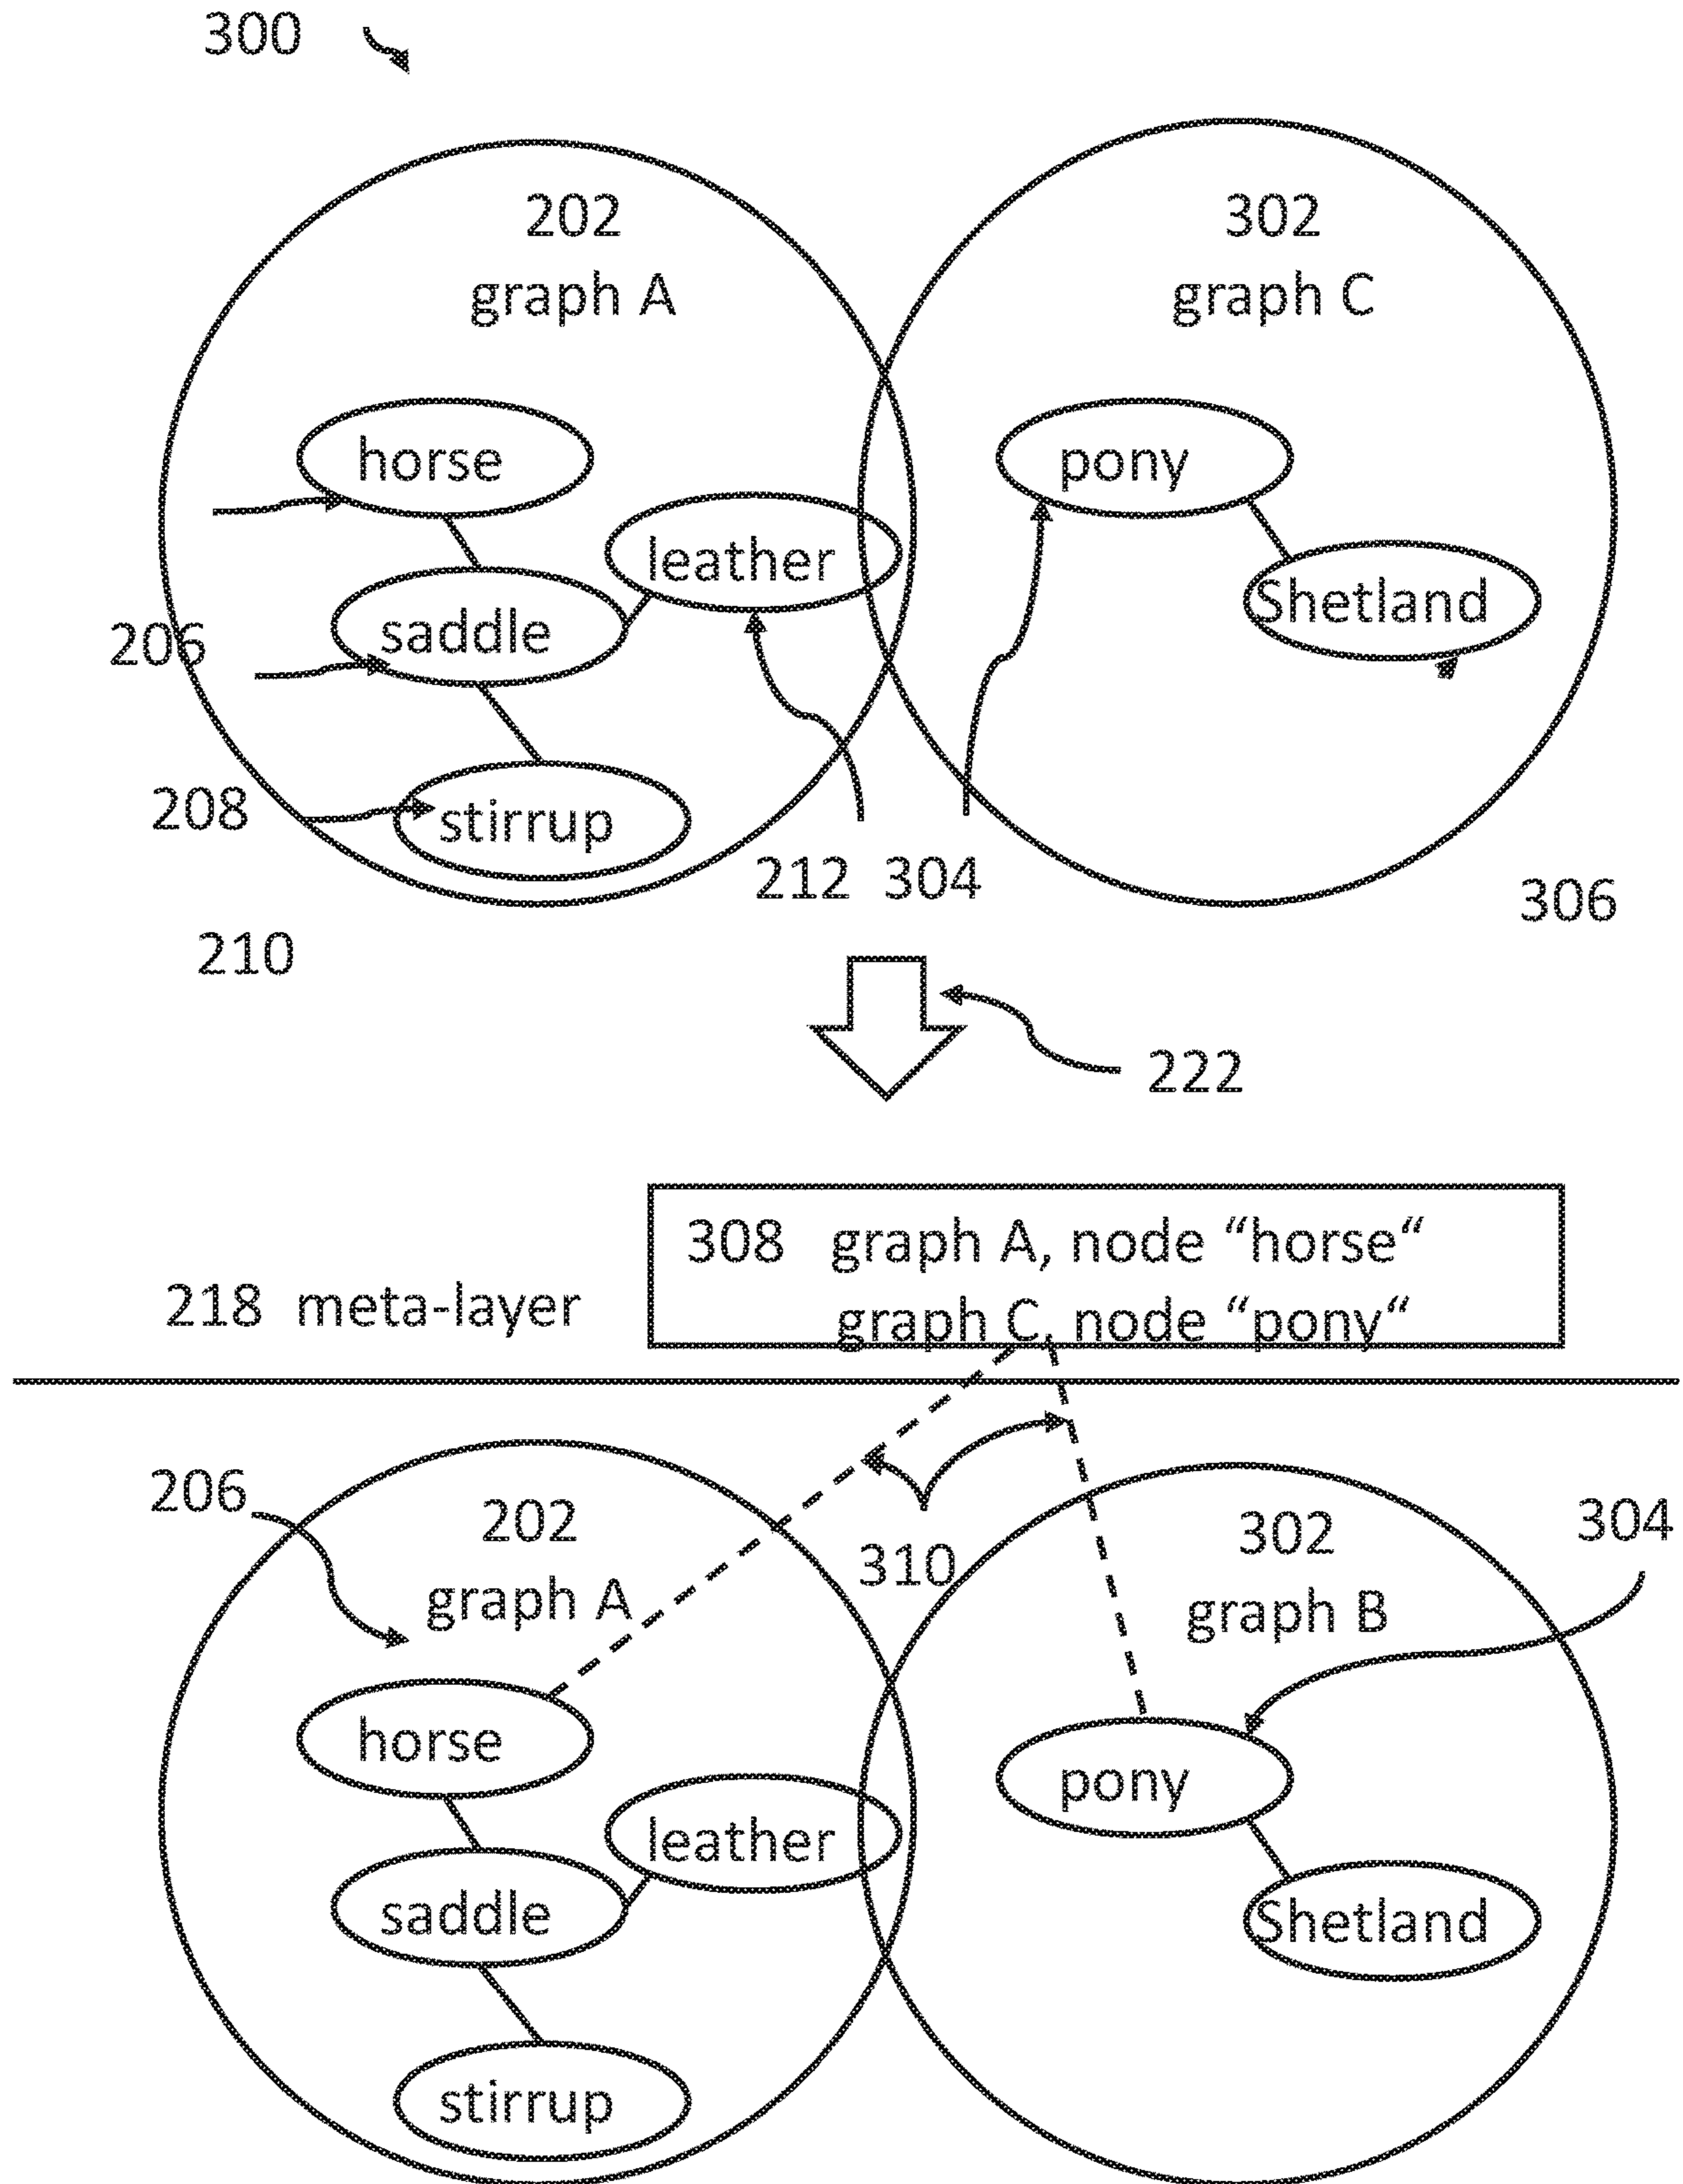 300
202
302
graph A
graph C
horse
pony
leather
Shetland
saddle
206
208
stirrup
212 304
306
210
222
308 graph A, node “horse“
218 meta-layer
graph C, node “pony“
206
202
302
304
310
graph A
graph B
horse
pony
leather
saddle
Shetland
stirrup